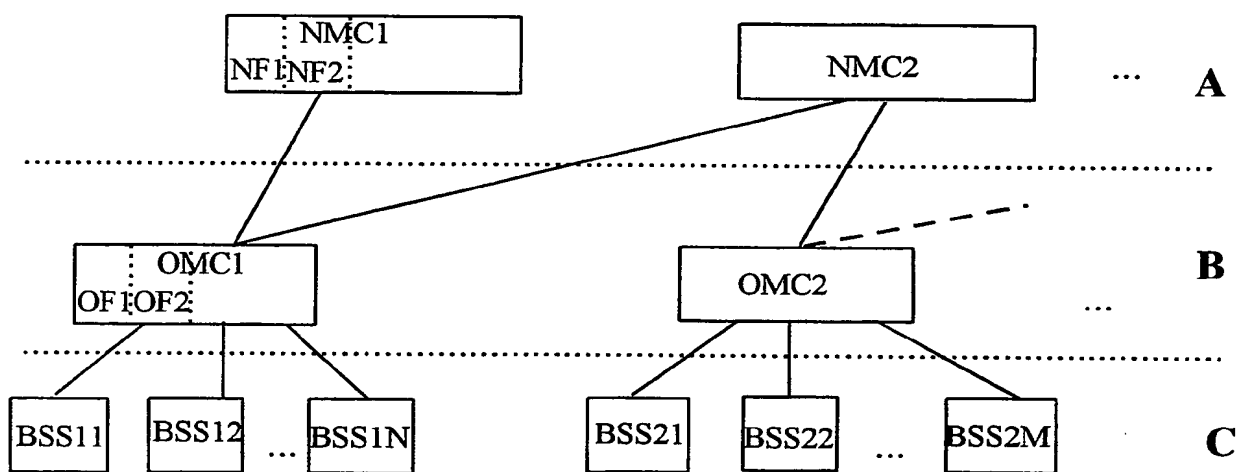 NMC1
NF1 NF2
NMC2
...
A
OMC1
OF1 OF2
OMC2
...
B
BSS11
BSS12
...
BSS1N
BSS21
BSS22
...
BSS2M
C